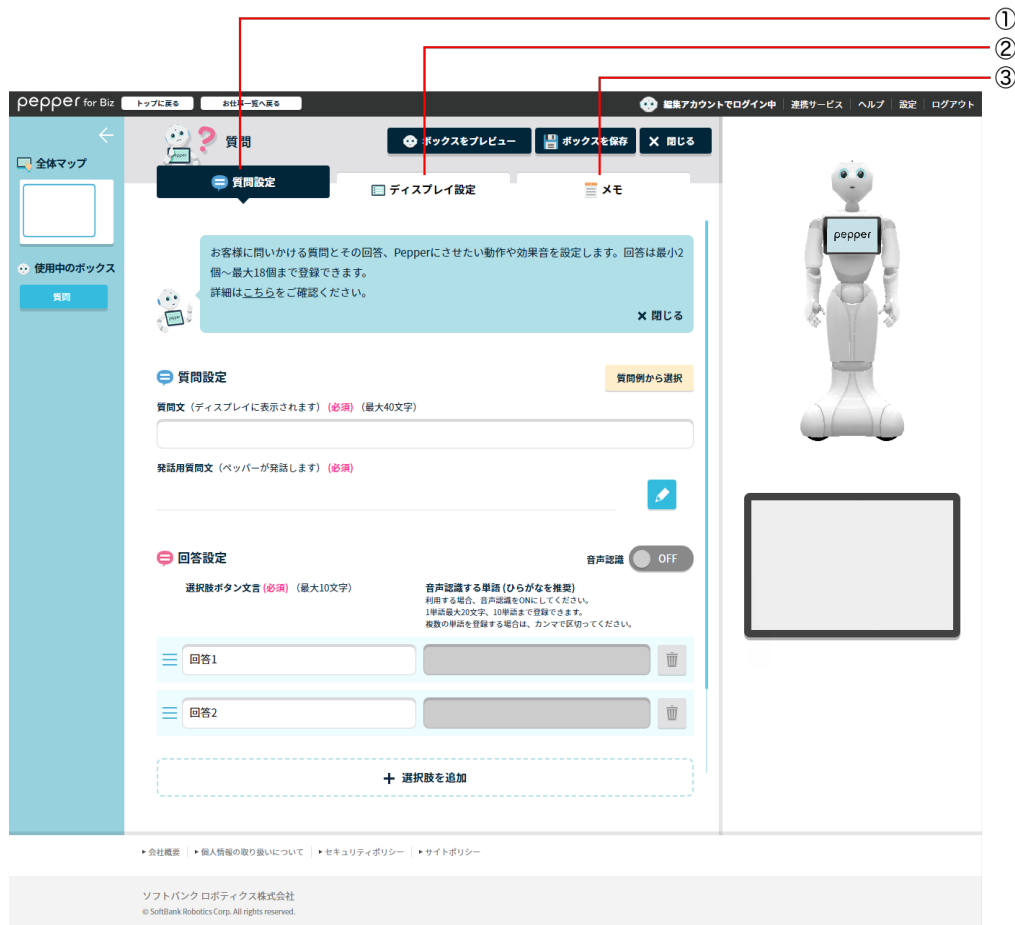 ①
②
③
pepper for Biz トップに戻る お仕事一覧へ戻る 編集アカウントでログイン中 連携サービス ヘルプ 設定 ログアウト
全体マップ
使用中のボックス
質問
質問 ボックスをプレビュー ボックスを保存 閉じる
質問設定 ディスプレイ設定 メモ
お客様に問いかける質問とその回答、Pepperにさせたい動作や効果音を設定します。回答は最小2
個～最大18個まで登録できます。
詳細はこちらをご確認ください。
閉じる
質問設定 質問例から選択
質問文（ディスプレイに表示されます）(必須)（最大40文字）
発話用質問文（ペッパーが発話します）(必須)
回答設定 音声認識 OFF
選択肢ボタン文言 (必須)（最大10文字）
音声認識する単語 (ひらがなを推奨)
利用する場合、音声認識をONにしてください。
1単語最大20文字、10単語まで登録できます。
複数の単語を登録する場合は、カンマで区切ってください。
回答1
回答2
＋ 選択肢を追加
pepper
会社概要 個人情報の取り扱いについて セキュリティポリシー サイトポリシー
ソフトバンク ロボティクス株式会社
© SoftBank Robotics Corp. All rights reserved.